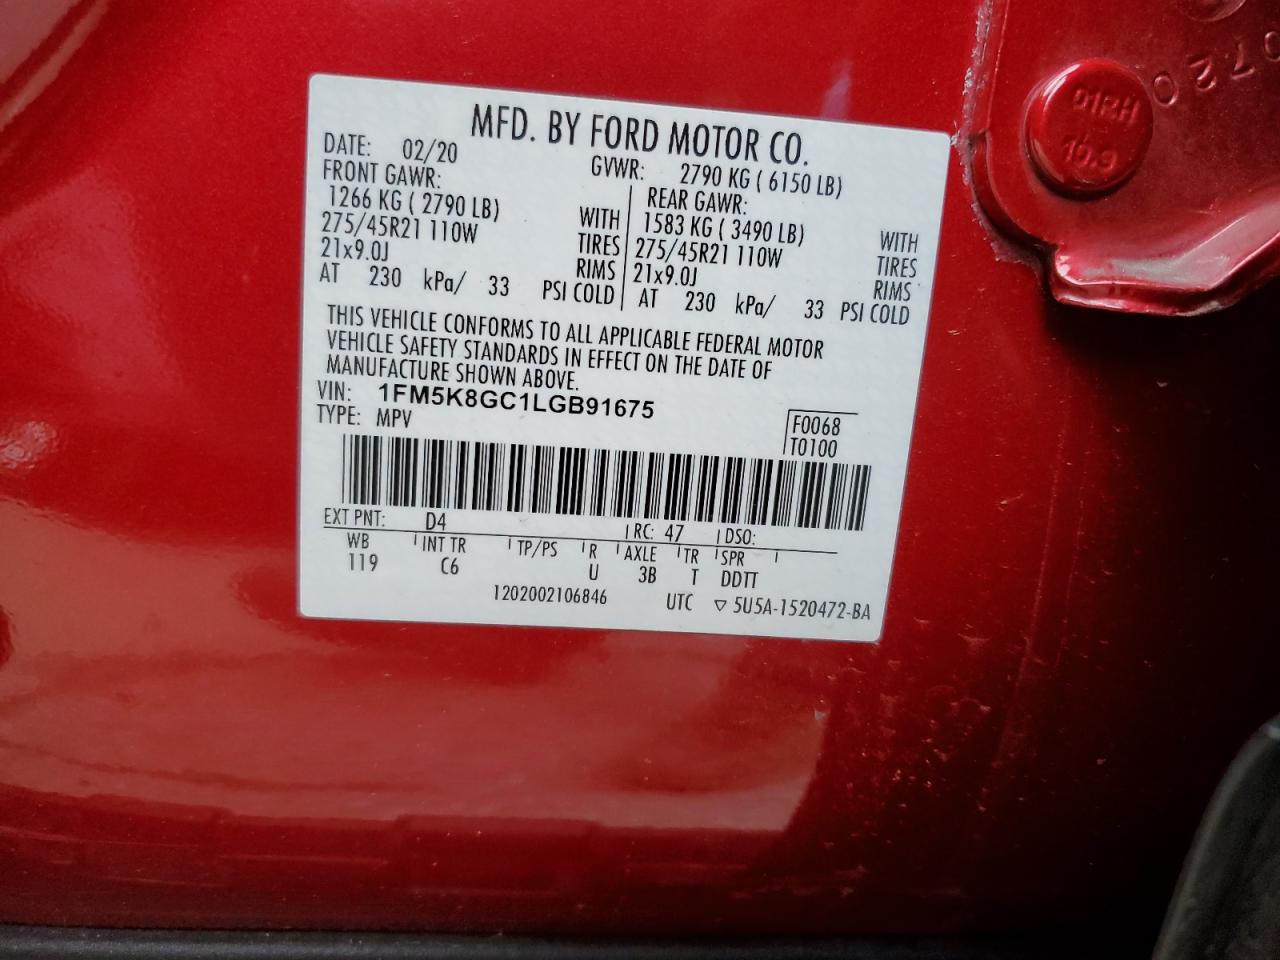 MFD. BY FORD MOTOR CO.
DATE: 02/20 GVWR: 2790 KG ( 6150 LB)
FRONT GAWR: REAR GAWR:
1266 KG ( 2790 LB) WITH 1583 KG ( 3490 LB) WITH
275/45R21 110W TIRES 275/45R21 110W TIRES
21x9.0J RIMS 21x9.0J RIMS
AT 230 kPa/ 33 PSI COLD AT 230 kPa/ 33 PSI COLD
THIS VEHICLE CONFORMS TO ALL APPLICABLE FEDERAL MOTOR
VEHICLE SAFETY STANDARDS IN EFFECT ON THE DATE OF
MANUFACTURE SHOWN ABOVE.
VIN: 1FM5K8GC1LGB91675
TYPE: MPV
F0068
T0100
EXT PNT: D4 RC: 47 DSO:
WB INT TR TP/PS R AXLE TR SPR
119 C6 U 3B T DDTT
1202002106846 UTC ▽ 5U5A-1520472-BA
10.9